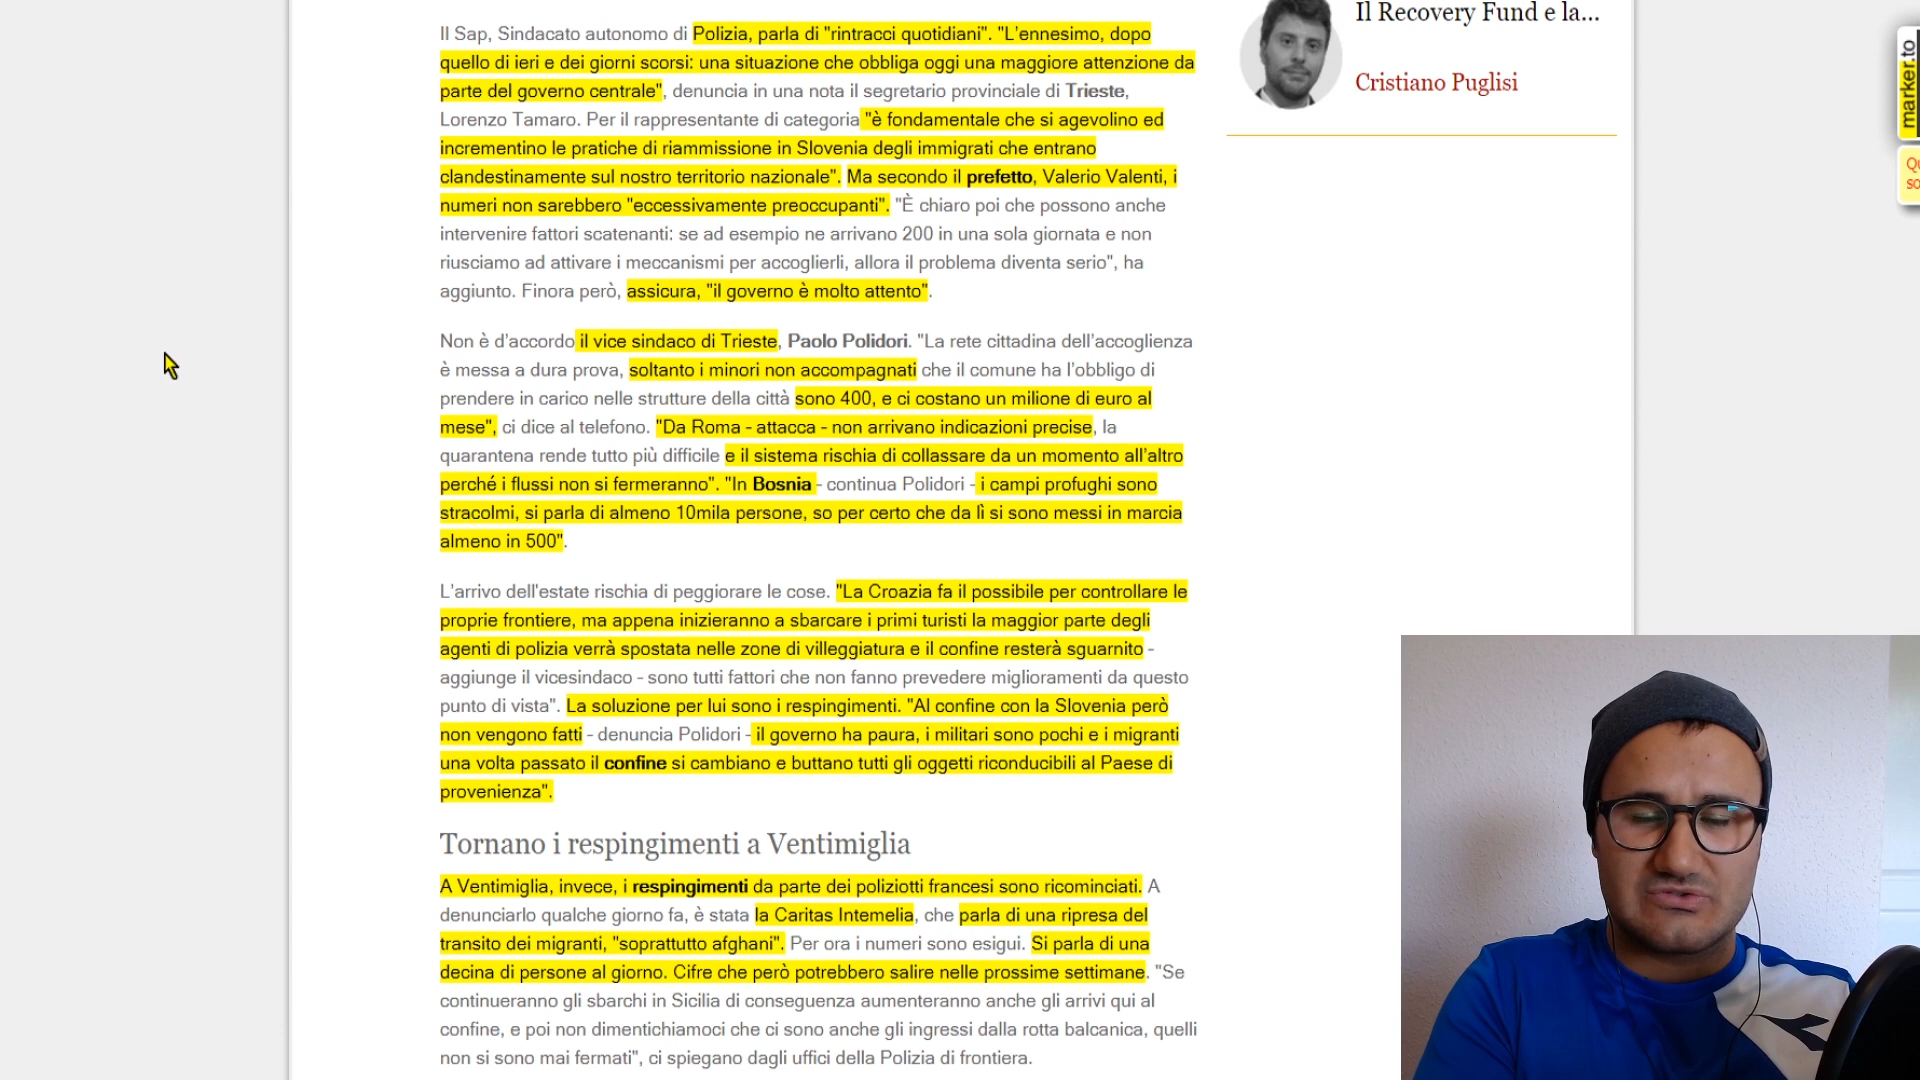 Il Sap, Sindacato autonomo di Polizia, parla di "rintracci quotidiani". "L'ennesimo, dopo
quello di ieri e dei giorni scorsi: una situazione che obbliga oggi una maggiore attenzione da
parte del governo centrale", denuncia in una nota il segretario provinciale di Trieste,
Lorenzo Tamaro. Per il rappresentante di categoria "è fondamentale che si agevolino ed
incrementino le pratiche di riammissione in Slovenia degli immigrati che entrano
clandestinamente sul nostro territorio nazionale". Ma secondo il prefetto, Valerio Valenti, i
numeri non sarebbero "eccessivamente preoccupanti". "È chiaro poi che possono anche
intervenire fattori scatenanti: se ad esempio ne arrivano 200 in una sola giornata e non
riusciamo ad attivare i meccanismi per accoglierli, allora il problema diventa serio", ha
aggiunto. Finora però, assicura, "il governo è molto attento".
Non è d'accordo il vice sindaco di Trieste, Paolo Polidori. "La rete cittadina dell'accoglienza
è messa a dura prova, soltanto i minori non accompagnati che il comune ha l'obbligo di
prendere in carico nelle strutture della città sono 400, e ci costano un milione di euro al
mese", ci dice al telefono. "Da Roma - attacca - non arrivano indicazioni precise, la
quarantena rende tutto più difficile e il sistema rischia di collassare da un momento all'altro
perché i flussi non si fermeranno". "In Bosnia - continua Polidori - i campi profughi sono
stracolmi, si parla di almeno 10mila persone, so per certo che da lì si sono messi in marcia
almeno in 500".
L'arrivo dell'estate rischia di peggiorare le cose. "La Croazia fa il possibile per controllare le
proprie frontiere, ma appena inizieranno a sbarcare i primi turisti la maggior parte degli
agenti di polizia verrà spostata nelle zone di villeggiatura e il confine resterà sguarnito -
aggiunge il vicesindaco - sono tutti fattori che non fanno prevedere miglioramenti da questo
punto di vista". La soluzione per lui sono i respingimenti. "Al confine con la Slovenia però
non vengono fatti - denuncia Polidori - il governo ha paura, i militari sono pochi e i migranti
una volta passato il confine si cambiano e buttano tutti gli oggetti riconducibili al Paese di
provenienza".
Tornano i respingimenti a Ventimiglia
A Ventimiglia, invece, i respingimenti da parte dei poliziotti francesi sono ricominciati. A
denunciarlo qualche giorno fa, è stata la Caritas Intemelia, che parla di una ripresa del
transito dei migranti, "soprattutto afghani". Per ora i numeri sono esigui. Si parla di una
decina di persone al giorno. Cifre che però potrebbero salire nelle prossime settimane. "Se
continueranno gli sbarchi in Sicilia di conseguenza aumenteranno anche gli arrivi qui al
confine, e poi non dimentichiamoci che ci sono anche gli ingressi dalla rotta balcanica, quelli
non si sono mai fermati", ci spiegano dagli uffici della Polizia di frontiera.
Il Recovery Fund e la...
Cristiano Puglisi
marker.to